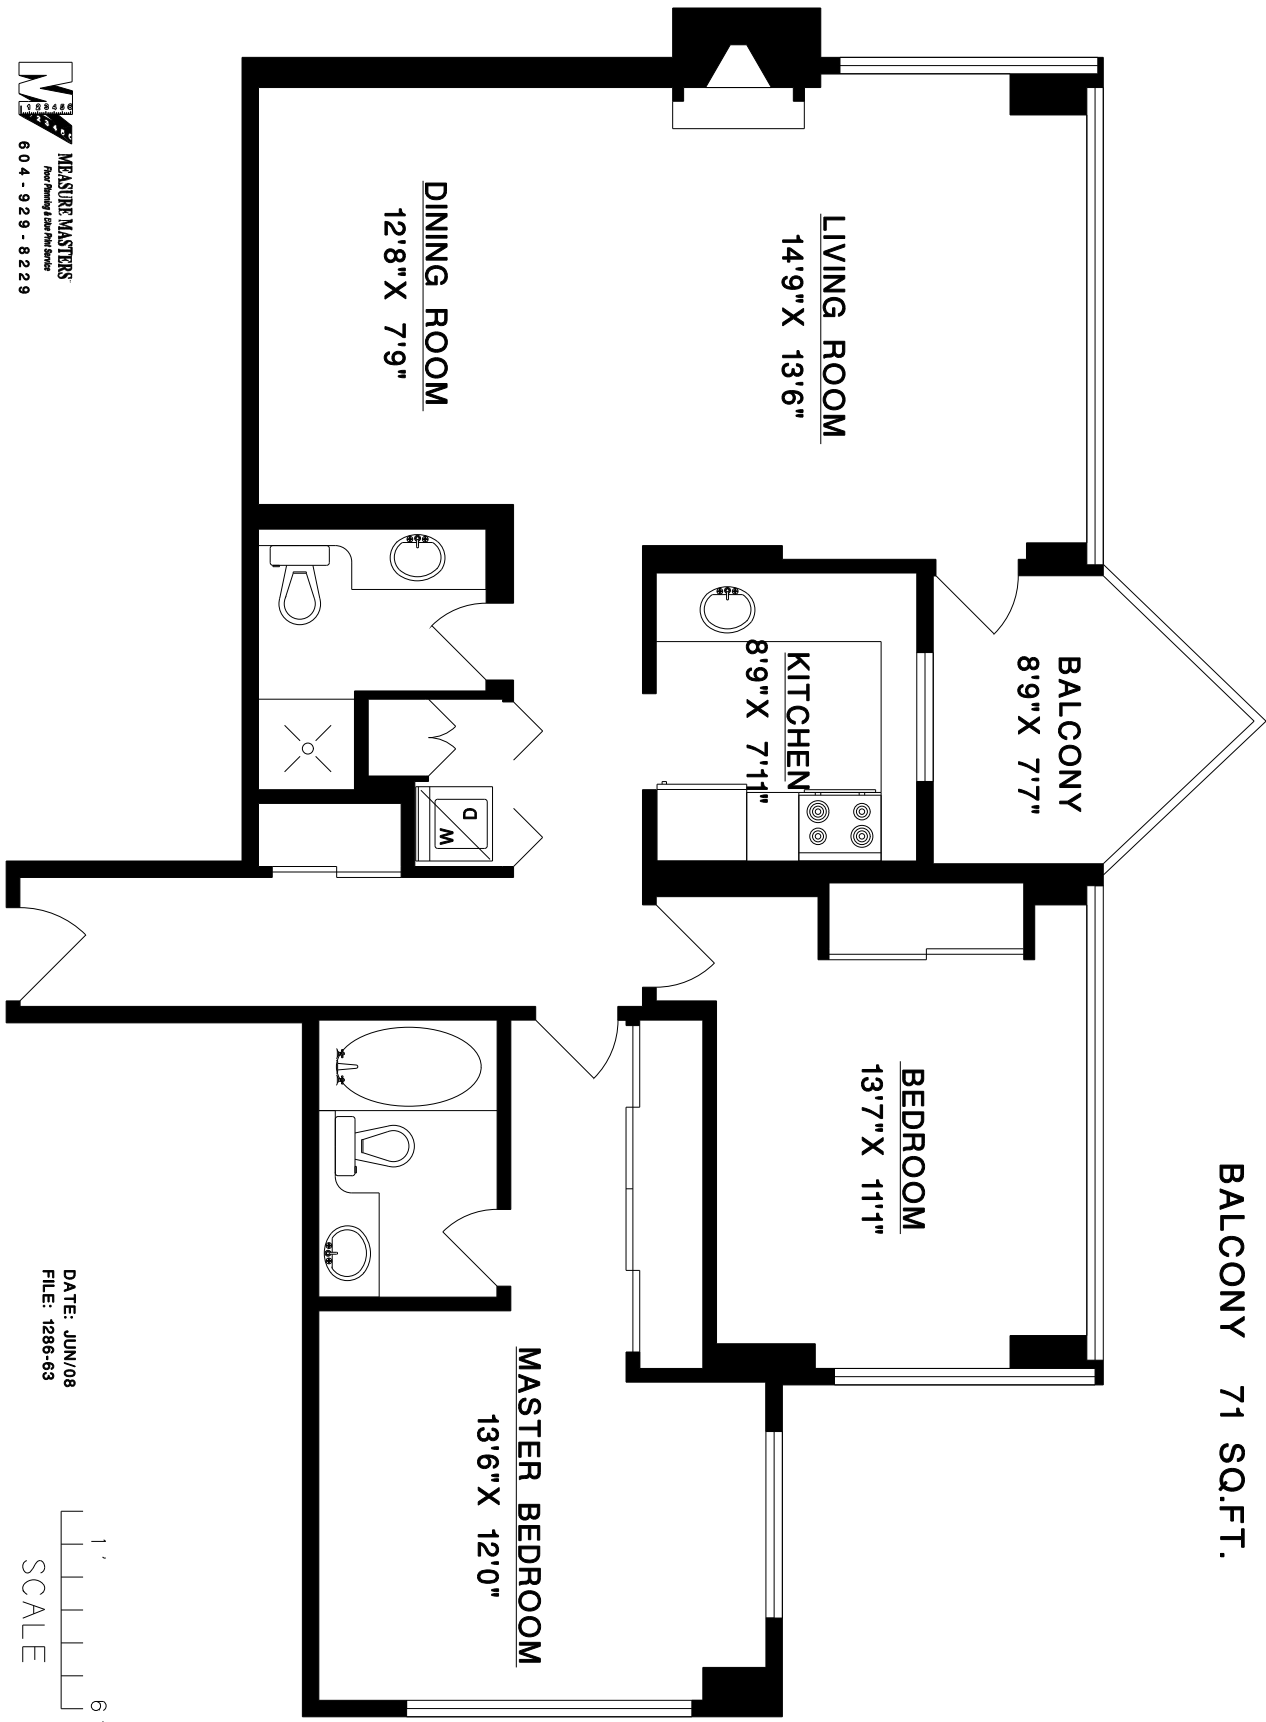 BALCONY 71 SQ.FT.
BALCONY
8'9"X 7'7"
LIVING ROOM
14'9"X 13'6"
KITCHEN
8'9"X 7'11"
BEDROOM
13'7"X 11'1"
DINING ROOM
12'8"X 7'9"
D
W
MASTER BEDROOM
13'6"X 12'0"
MEASURE MASTERS
Floor Planning & Blue Print Service
604-929-8229
DATE: JUN/08
FILE: 1286-63
1' 6'
SCALE